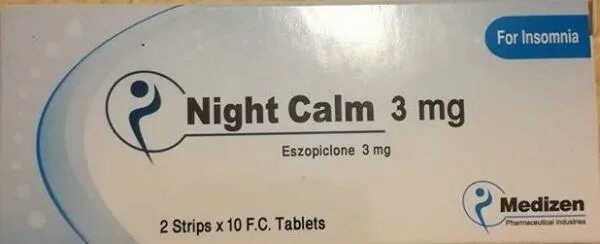 For Insomnia
Night Calm 3 mg
Eszopiclone 3 mg
2 Strips x 10 F.C. Tablets
Medizen
Pharmaceutical Industries